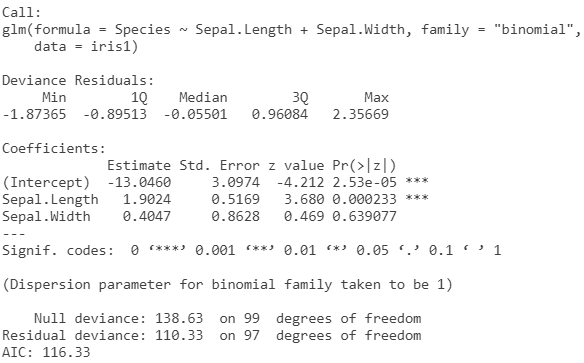 Call:
glm(formula = Species ~ Sepal.Length + Sepal.Width, family = "binomial",
    data = iris1)
Deviance Residuals:
     Min       1Q   Median       3Q      Max
-1.87365 -0.89513 -0.05501  0.96084  2.35669
Coefficients:
             Estimate Std. Error z value Pr(>|z|)
(Intercept)  -13.0460     3.0974  -4.212 2.53e-05 ***
Sepal.Length   1.9024     0.5169   3.680 0.000233 ***
Sepal.Width    0.4047     0.8628   0.469 0.639077
---
Signif. codes:  0 ‘***’ 0.001 ‘**’ 0.01 ‘*’ 0.05 ‘.’ 0.1 ‘ ’ 1
(Dispersion parameter for binomial family taken to be 1)
    Null deviance: 138.63  on 99  degrees of freedom
Residual deviance: 110.33  on 97  degrees of freedom
AIC: 116.33